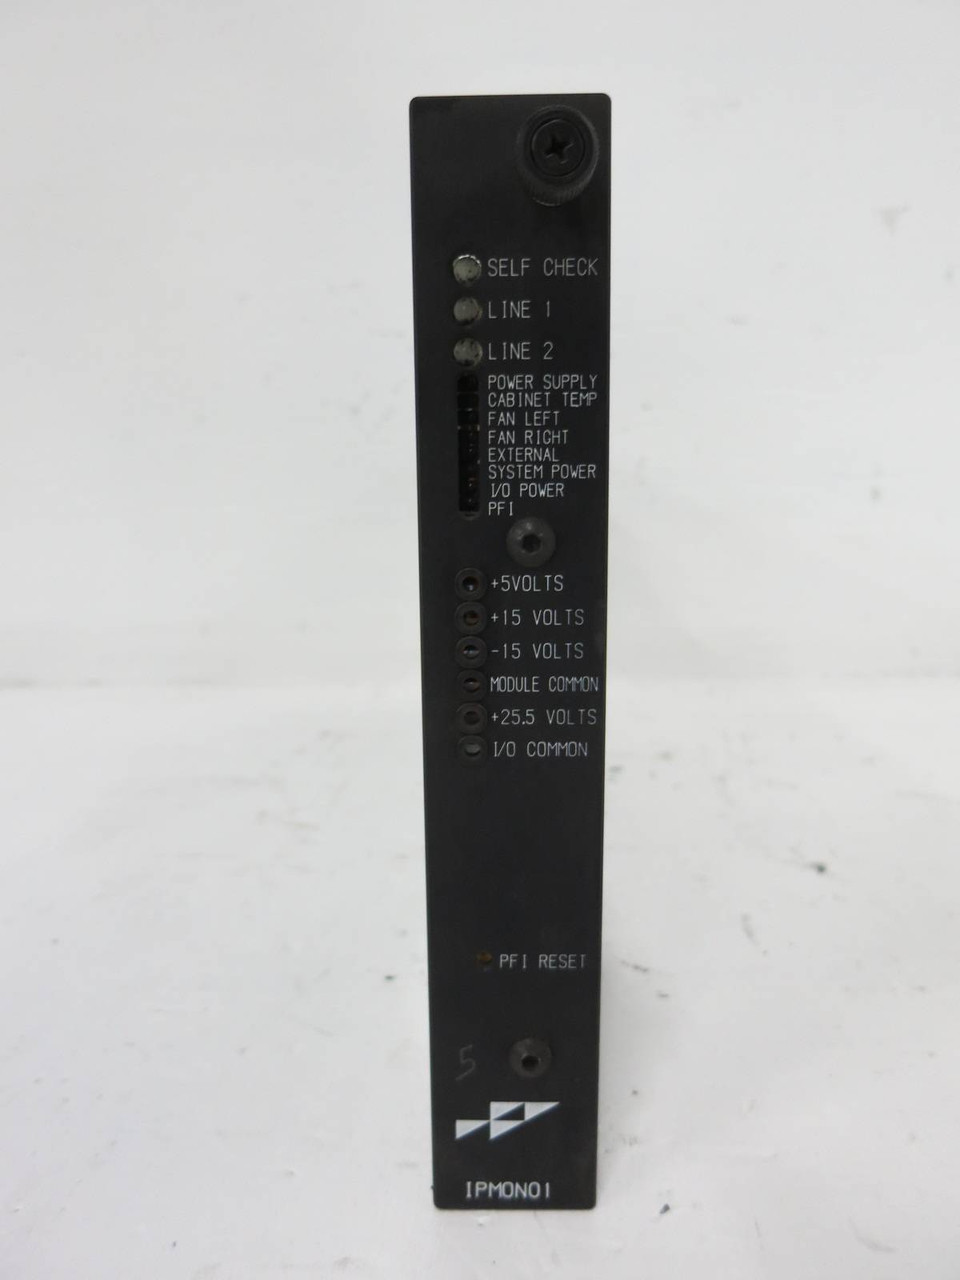 SELF CHECK
LINE 1
LINE 2
POWER SUPPLY
CABINET TEMP
FAN LEFT
FAN RIGHT
EXTERNAL
SYSTEM POWER
I/O POWER
PFI
+5VOLTS
+15 VOLTS
-15 VOLTS
MODULE COMMON
+25.5 VOLTS
I/O COMMON
PFI RESET
5
IPMON01